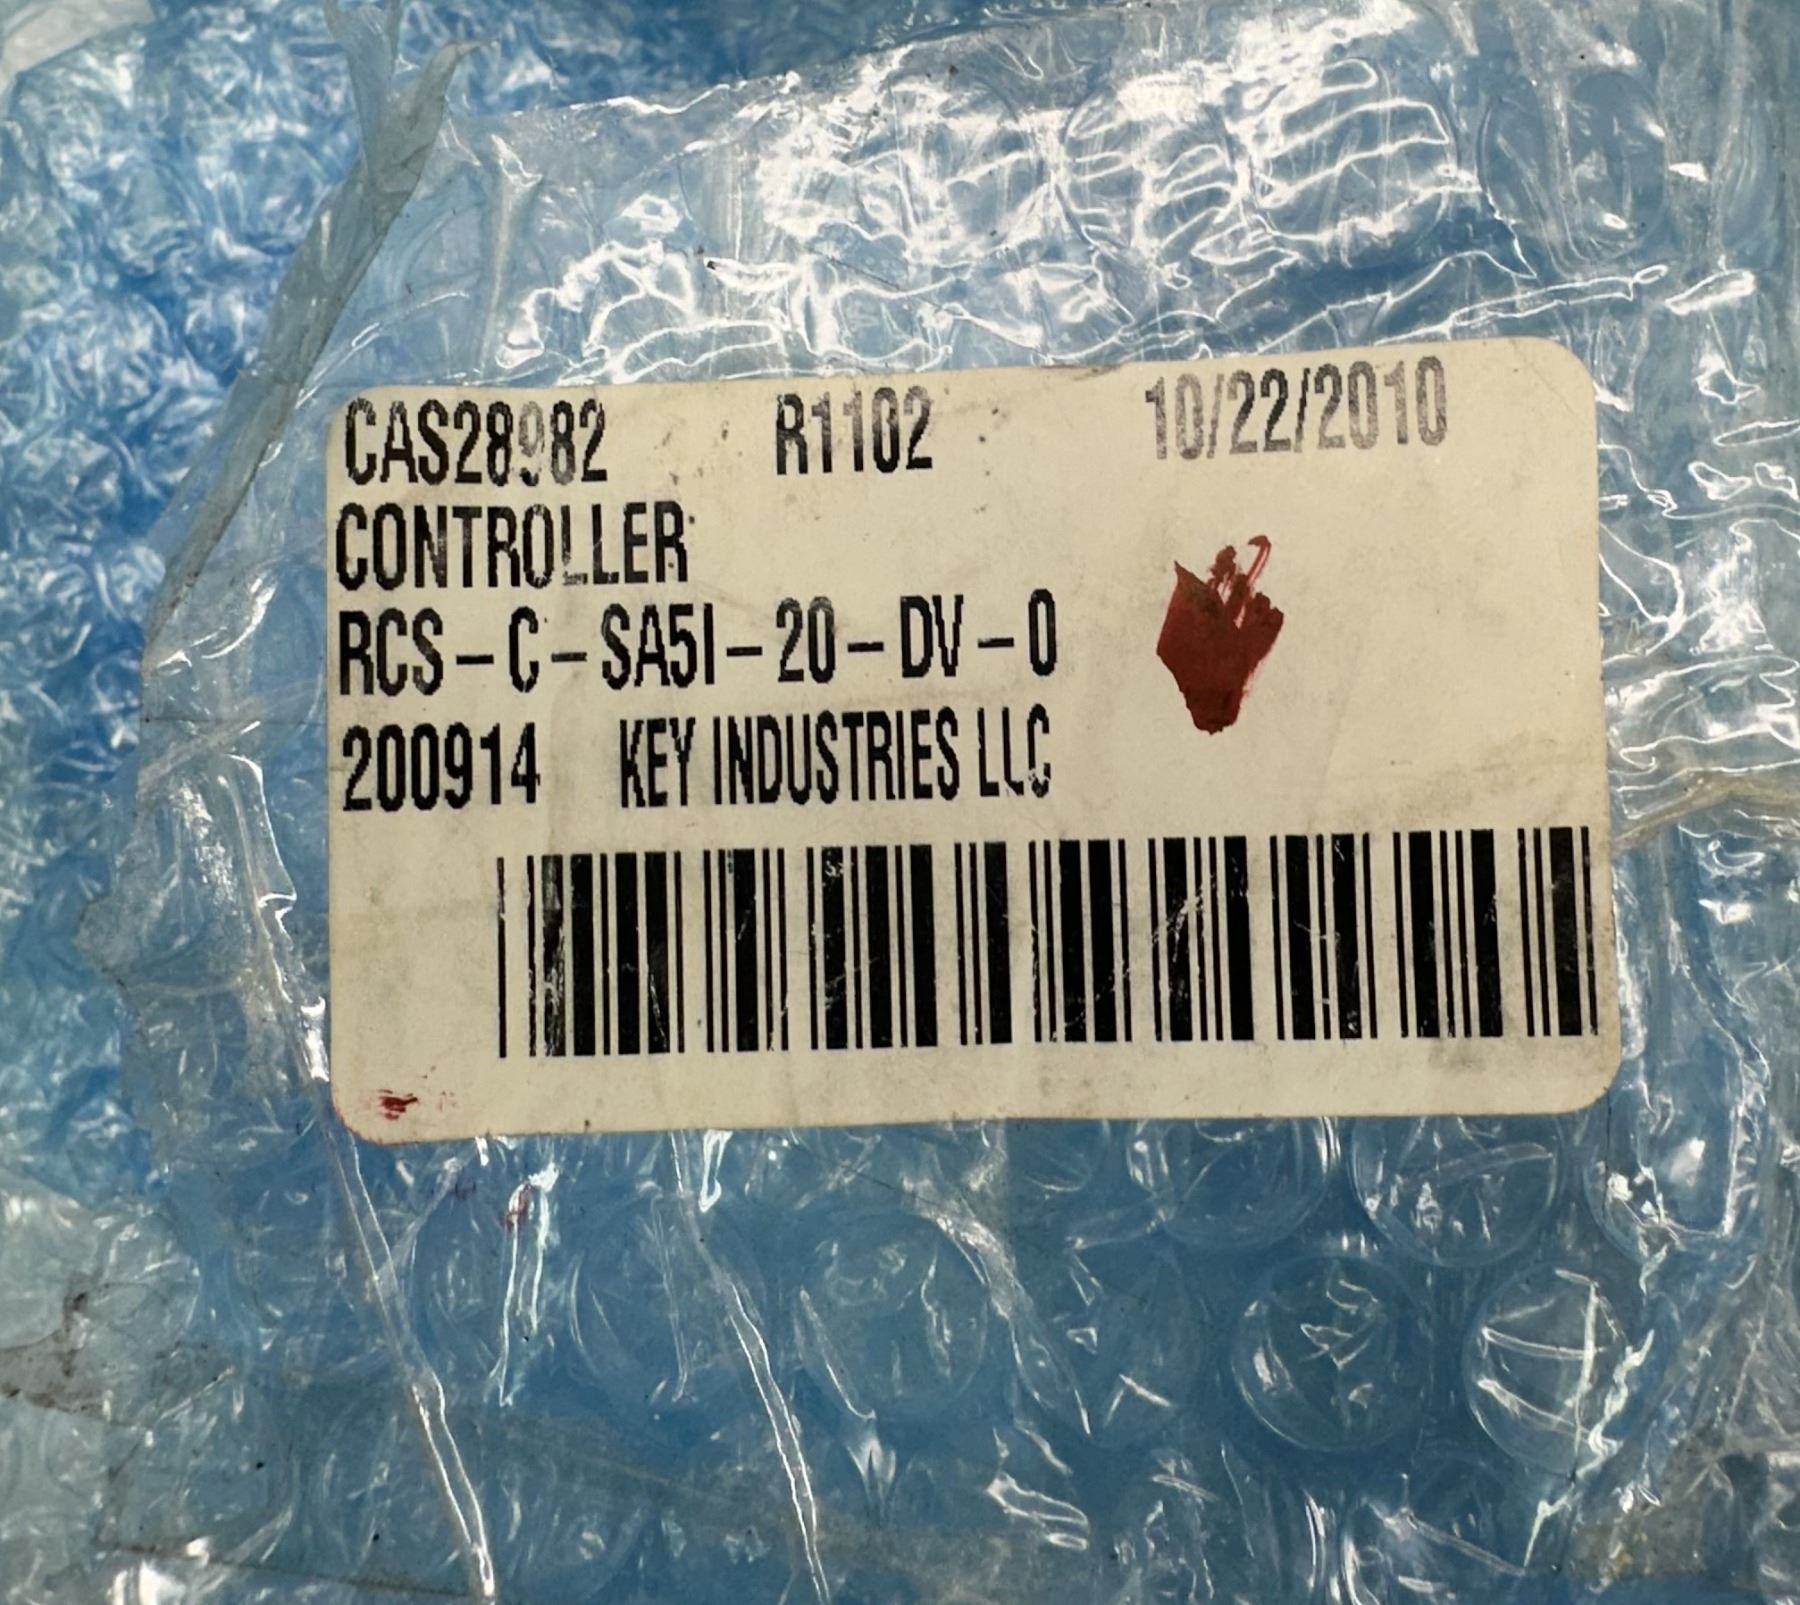 CAS28982 R1102 10/22/2010
CONTROLLER
RCS-C-SA5I-20-DV-0
200914 KEY INDUSTRIES LLC